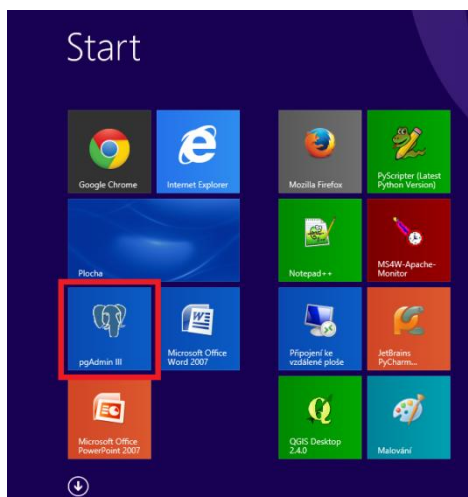 Start
Google Chrome
Internet Explorer
Mozilla Firefox
PyScripter (Latest
Python Version)
Plocha
Notepad++
MS4W-Apache-
Monitor
pgAdmin III
Microsoft Office
Word 2007
Připojení ke
vzdálené ploše
JetBrains
PyCharm...
Microsoft Office
PowerPoint 2007
QGIS Desktop
2.4.0
Malování